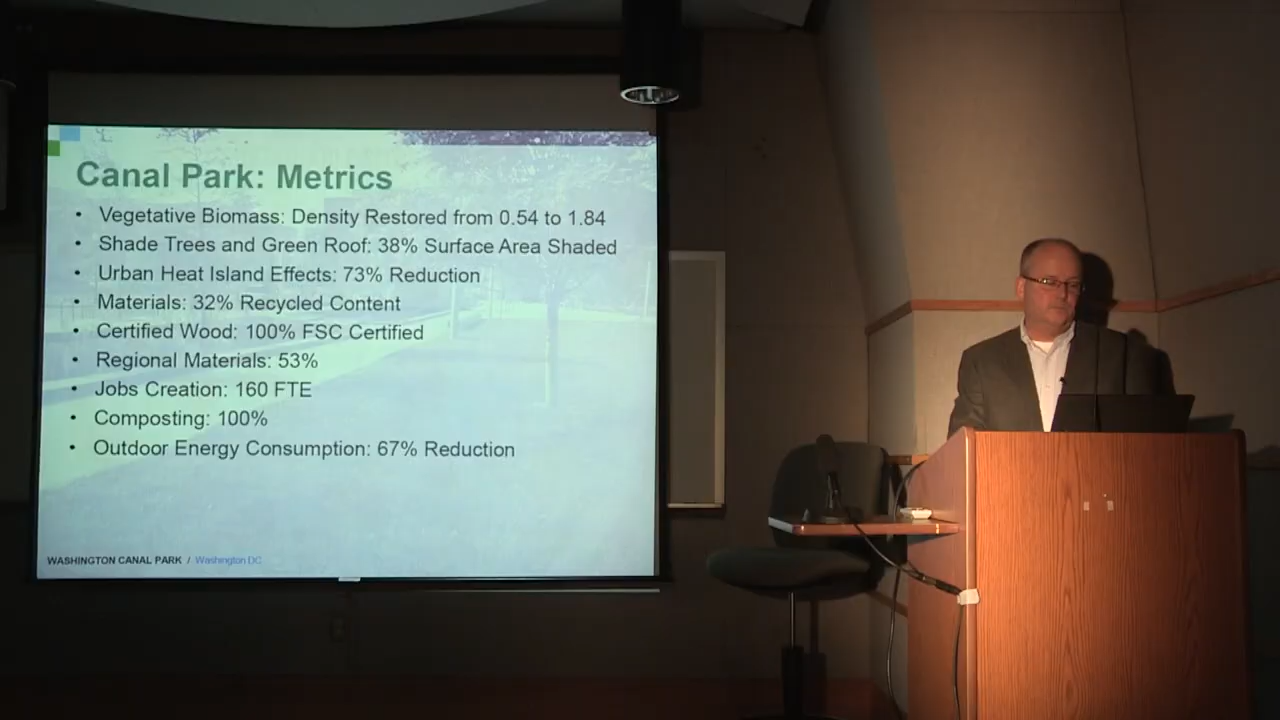 Canal Park: Metrics
• Vegetative Biomass: Density Restored from 0.54 to 1.84
• Shade Trees and Green Roof: 38% Surface Area Shaded
• Urban Heat Island Effects: 73% Reduction
• Materials: 32% Recycled Content
• Certified Wood: 100% FSC Certified
• Regional Materials: 53%
• Jobs Creation: 160 FTE
• Composting: 100%
• Outdoor Energy Consumption: 67% Reduction
WASHINGTON CANAL PARK / Washington DC